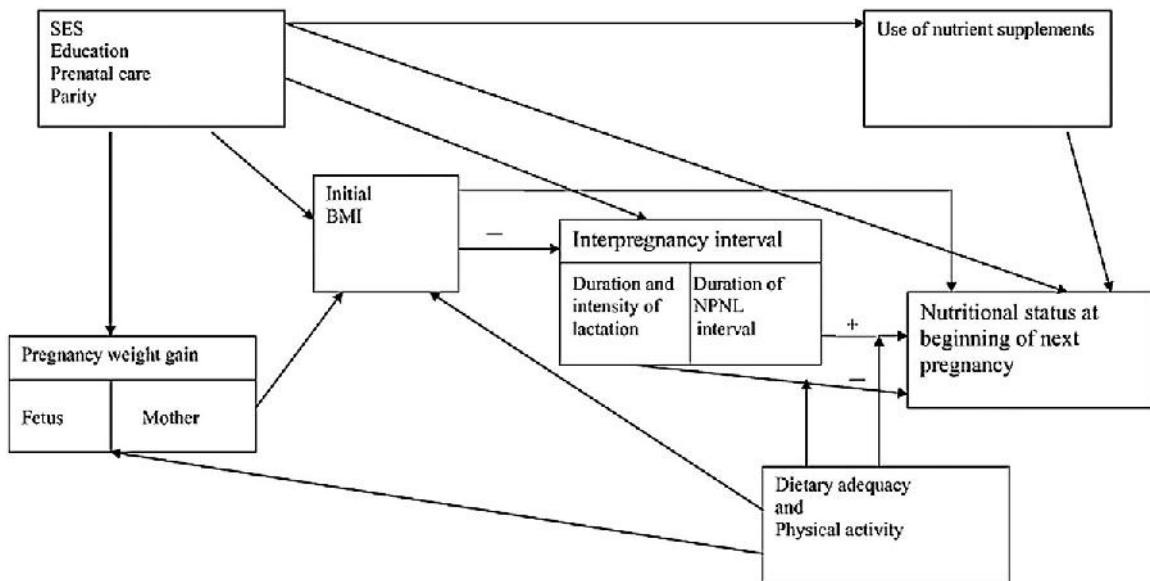 SES
Education
Prenatal care
Parity
Use of nutrient supplements
Initial
BMI
−
Interpregnancy interval
Duration and
intensity of
lactation
Duration of
NPNL
interval
+
−
Nutritional status at
beginning of next
pregnancy
Pregnancy weight gain
Fetus
Mother
Dietary adequacy
and
Physical activity